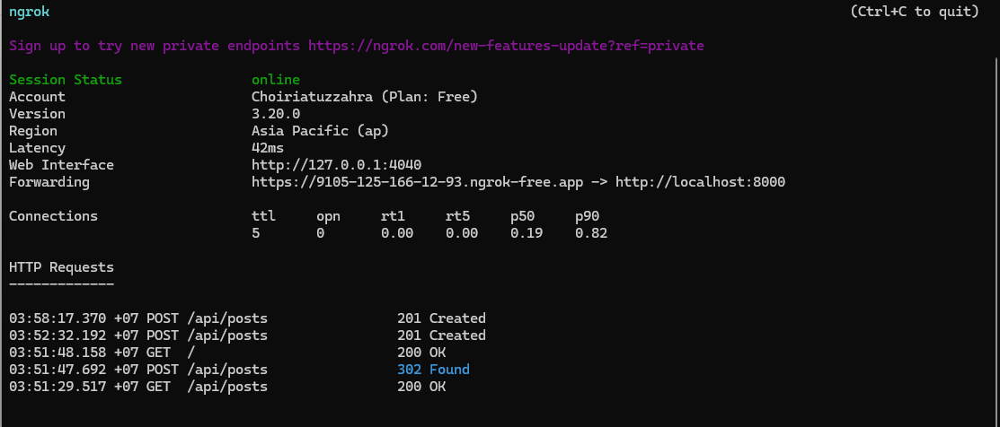 ngrok (Ctrl+C to quit)
Sign up to try new private endpoints https://ngrok.com/new-features-update?ref=private
Session Status online
Account Choiriatuzzahra (Plan: Free)
Version 3.20.0
Region Asia Pacific (ap)
Latency 42ms
Web Interface http://127.0.0.1:4040
Forwarding https://9105-125-166-12-93.ngrok-free.app -> http://localhost:8000
Connections ttl opn rt1 rt5 p50 p90
5 0 0.00 0.00 0.19 0.82
HTTP Requests
-------------
03:58:17.370 +07 POST /api/posts 201 Created
03:52:32.192 +07 POST /api/posts 201 Created
03:51:48.158 +07 GET / 200 OK
03:51:47.692 +07 POST /api/posts 302 Found
03:51:29.517 +07 GET /api/posts 200 OK